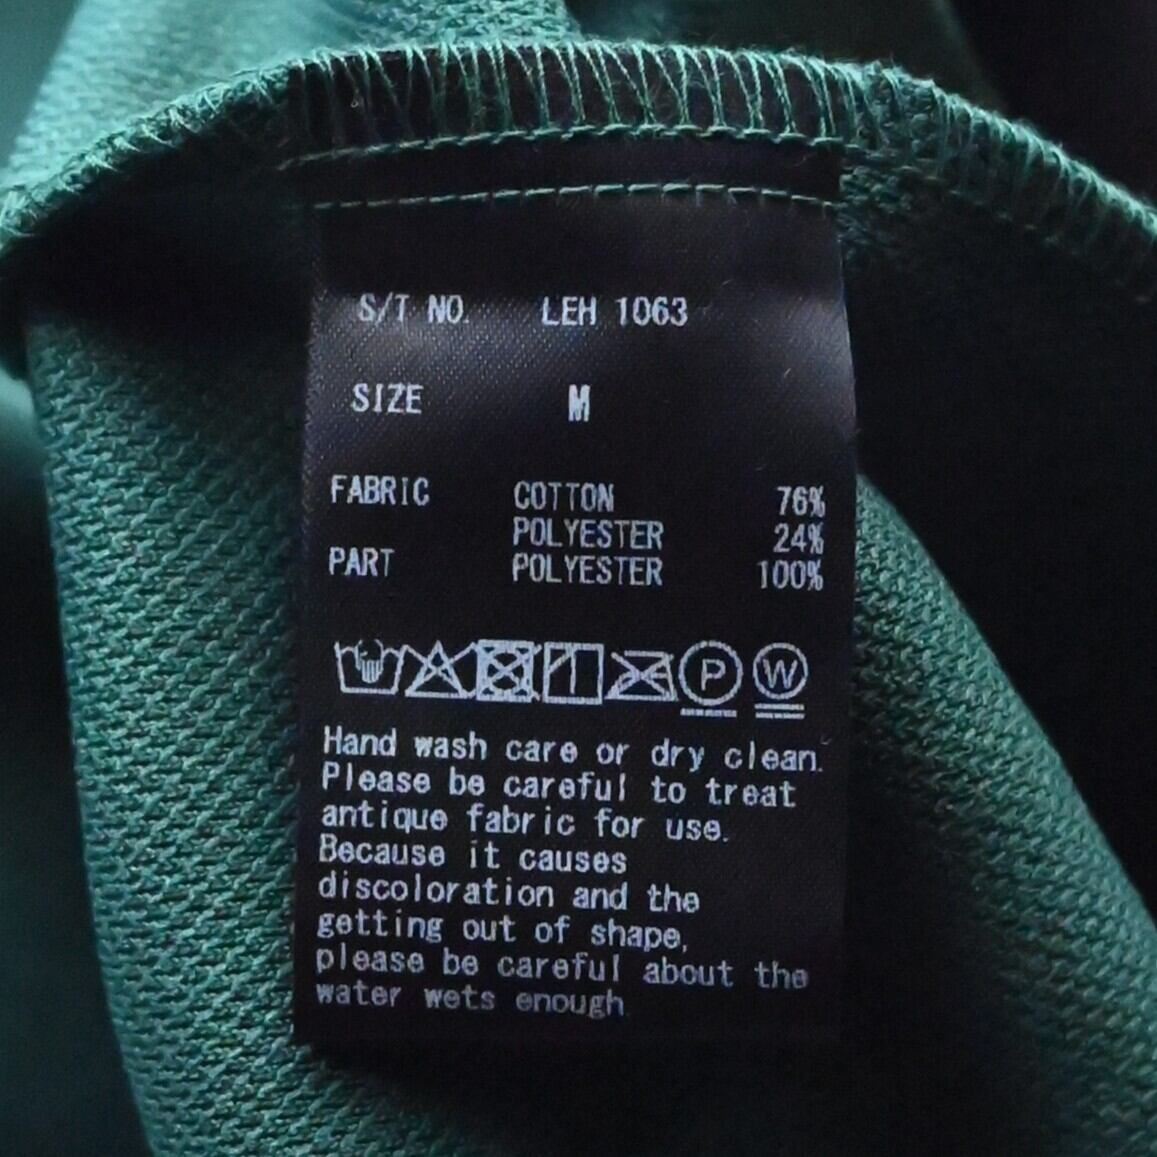 S/T NO. LEH 1063
SIZE M
FABRIC COTTON 76%
POLYESTER 24%
PART POLYESTER 100%
P W
Hand wash care or dry clean.
Please be careful to treat
antique fabric for use.
Because it causes
discoloration and the
getting out of shape,
please be careful about the
water wets enough.